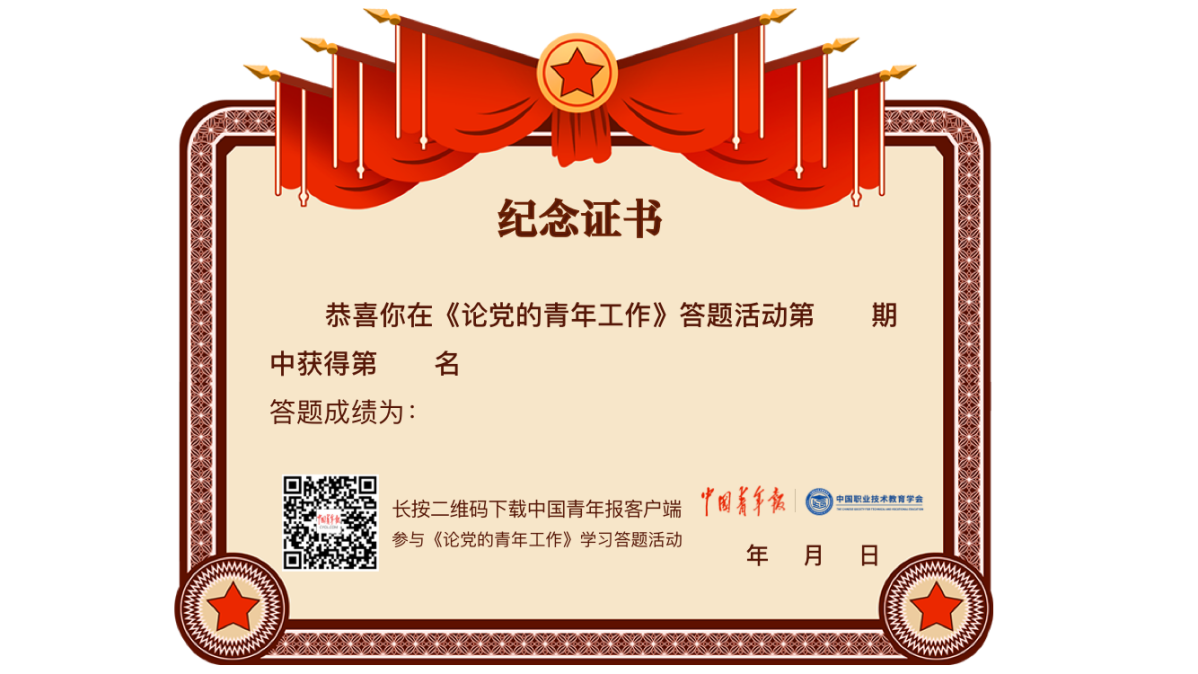 纪念证书
恭喜你在《论党的青年工作》答题活动第 期
中获得第 名
答题成绩为：
长按二维码下载中国青年报客户端
参与《论党的青年工作》学习答题活动
中国青年报
中国职业技术教育学会
年 月 日